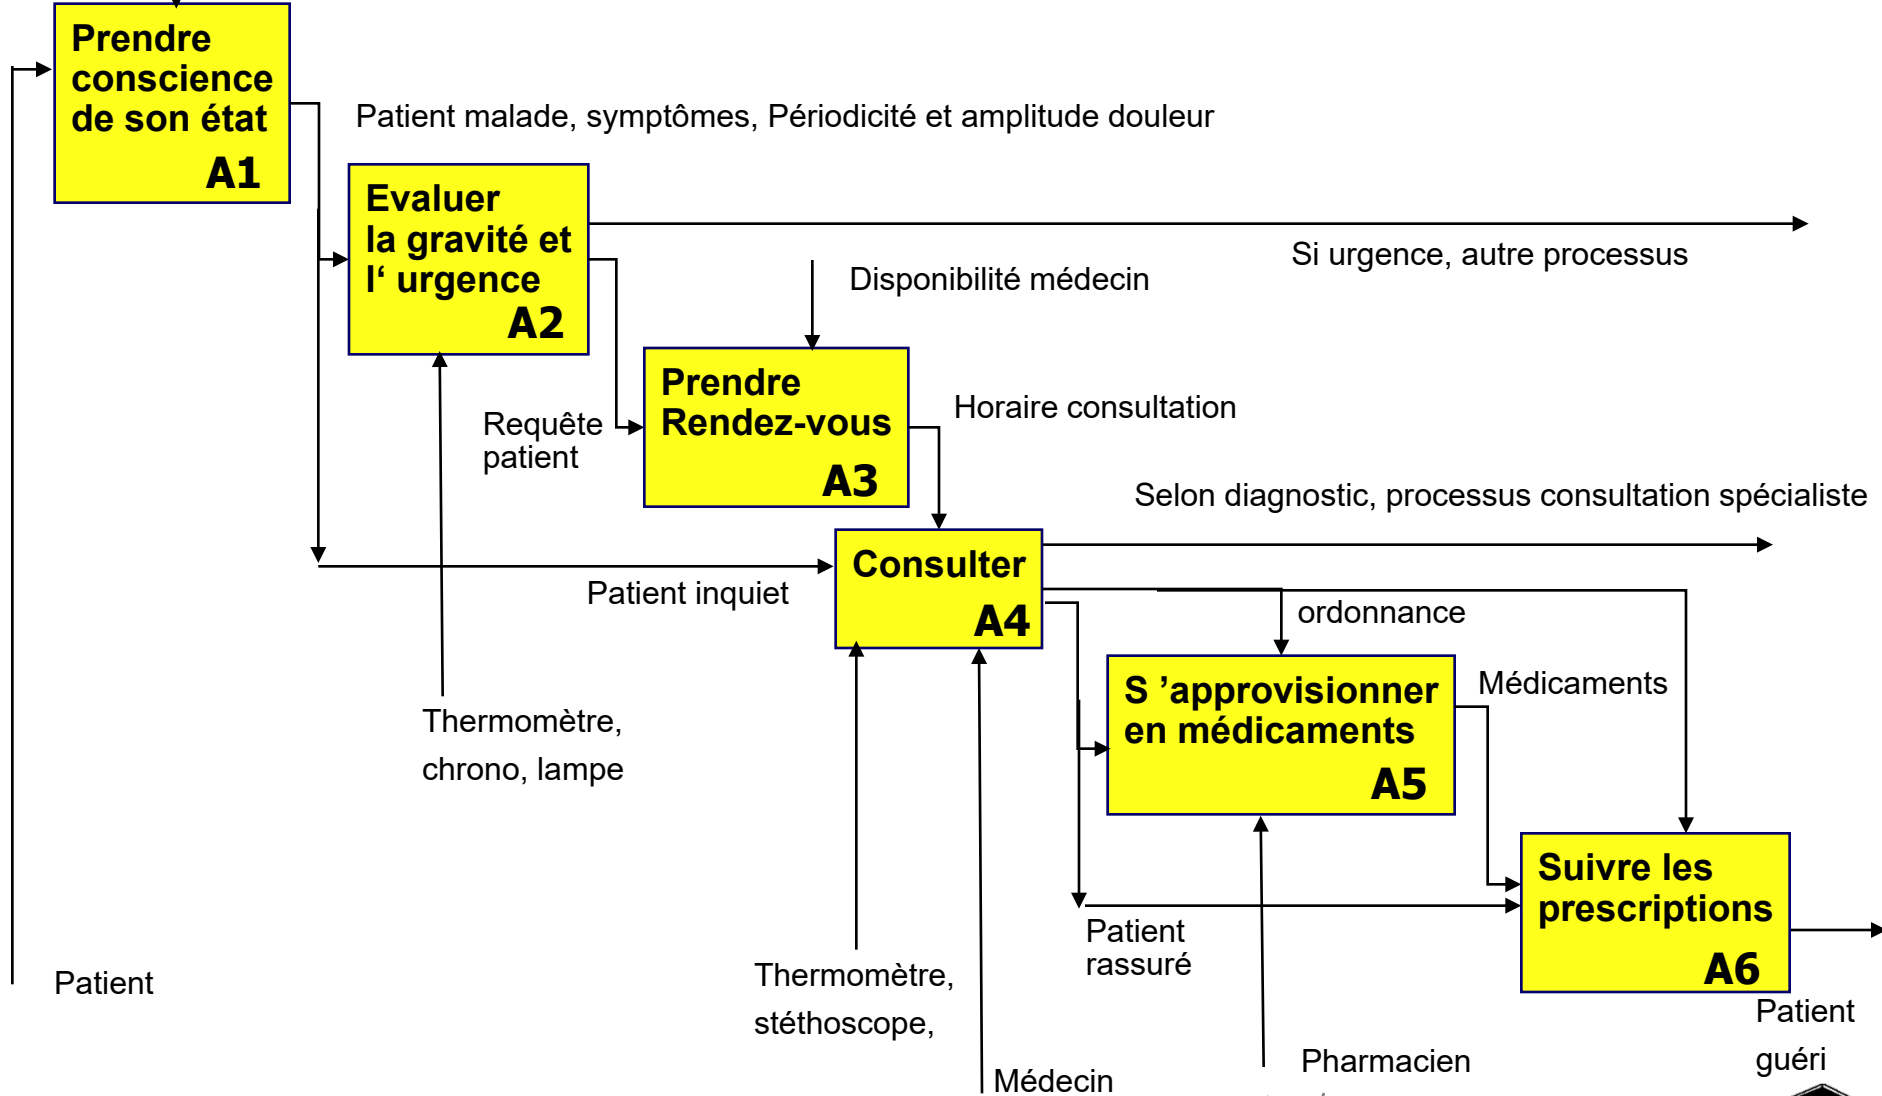 Prendre
conscience
de son état
A1
Patient malade, symptômes, Périodicité et amplitude douleur
Evaluer
la gravité et
l‘ urgence
A2
Si urgence, autre processus
Disponibilité médecin
Requête
patient
Prendre
Rendez-vous
A3
Horaire consultation
Selon diagnostic, processus consultation spécialiste
Consulter
A4
Patient inquiet
ordonnance
S ’approvisionner
en médicaments
A5
Médicaments
Thermomètre,
chrono, lampe
Suivre les
prescriptions
A6
Patient
rassuré
Patient
Thermomètre,
stéthoscope,
Médecin
Pharmacien
Patient
guéri